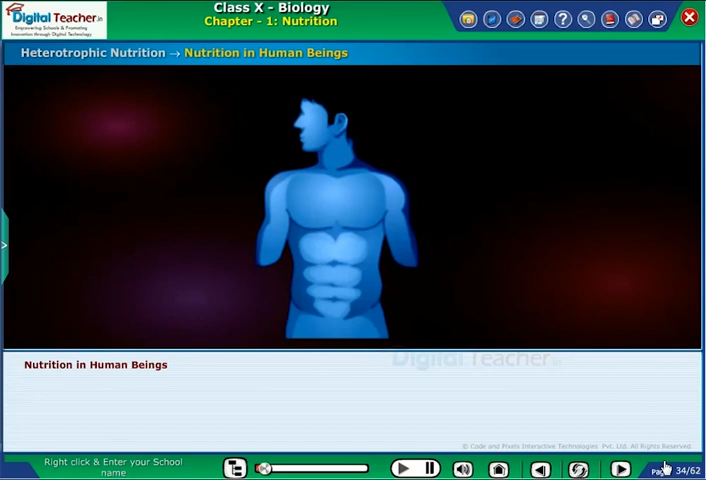 Digital Teacher.in
Empowering Schools & Promoting
Innovation through Digital Technology
Class X - Biology
Chapter - 1: Nutrition
Heterotrophic Nutrition → Nutrition in Human Beings
Digital Teacher.in
Nutrition in Human Beings
© Code and Pixels Interactive Technologies Pvt. Ltd. All Rights Reserved.
Right click & Enter your School
name
34/62